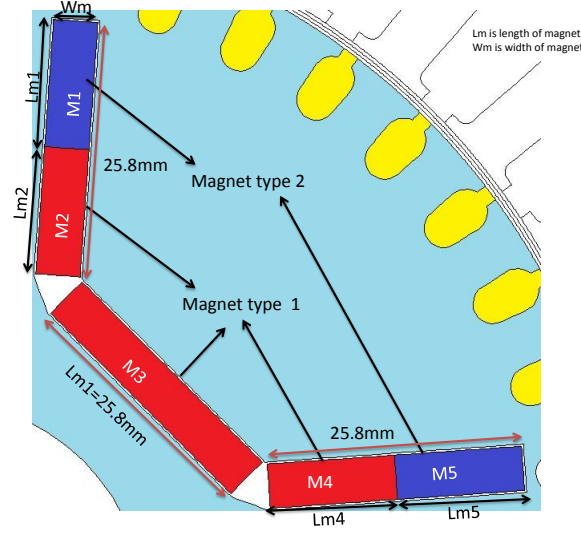 Wm
Lm is length of magnet
Wm is width of magnet
Lm1
M1
25.8mm
Magnet type 2
Lm2
M2
Magnet type 1
M3
Lm1=25.8mm
25.8mm
M4
M5
Lm4
Lm5